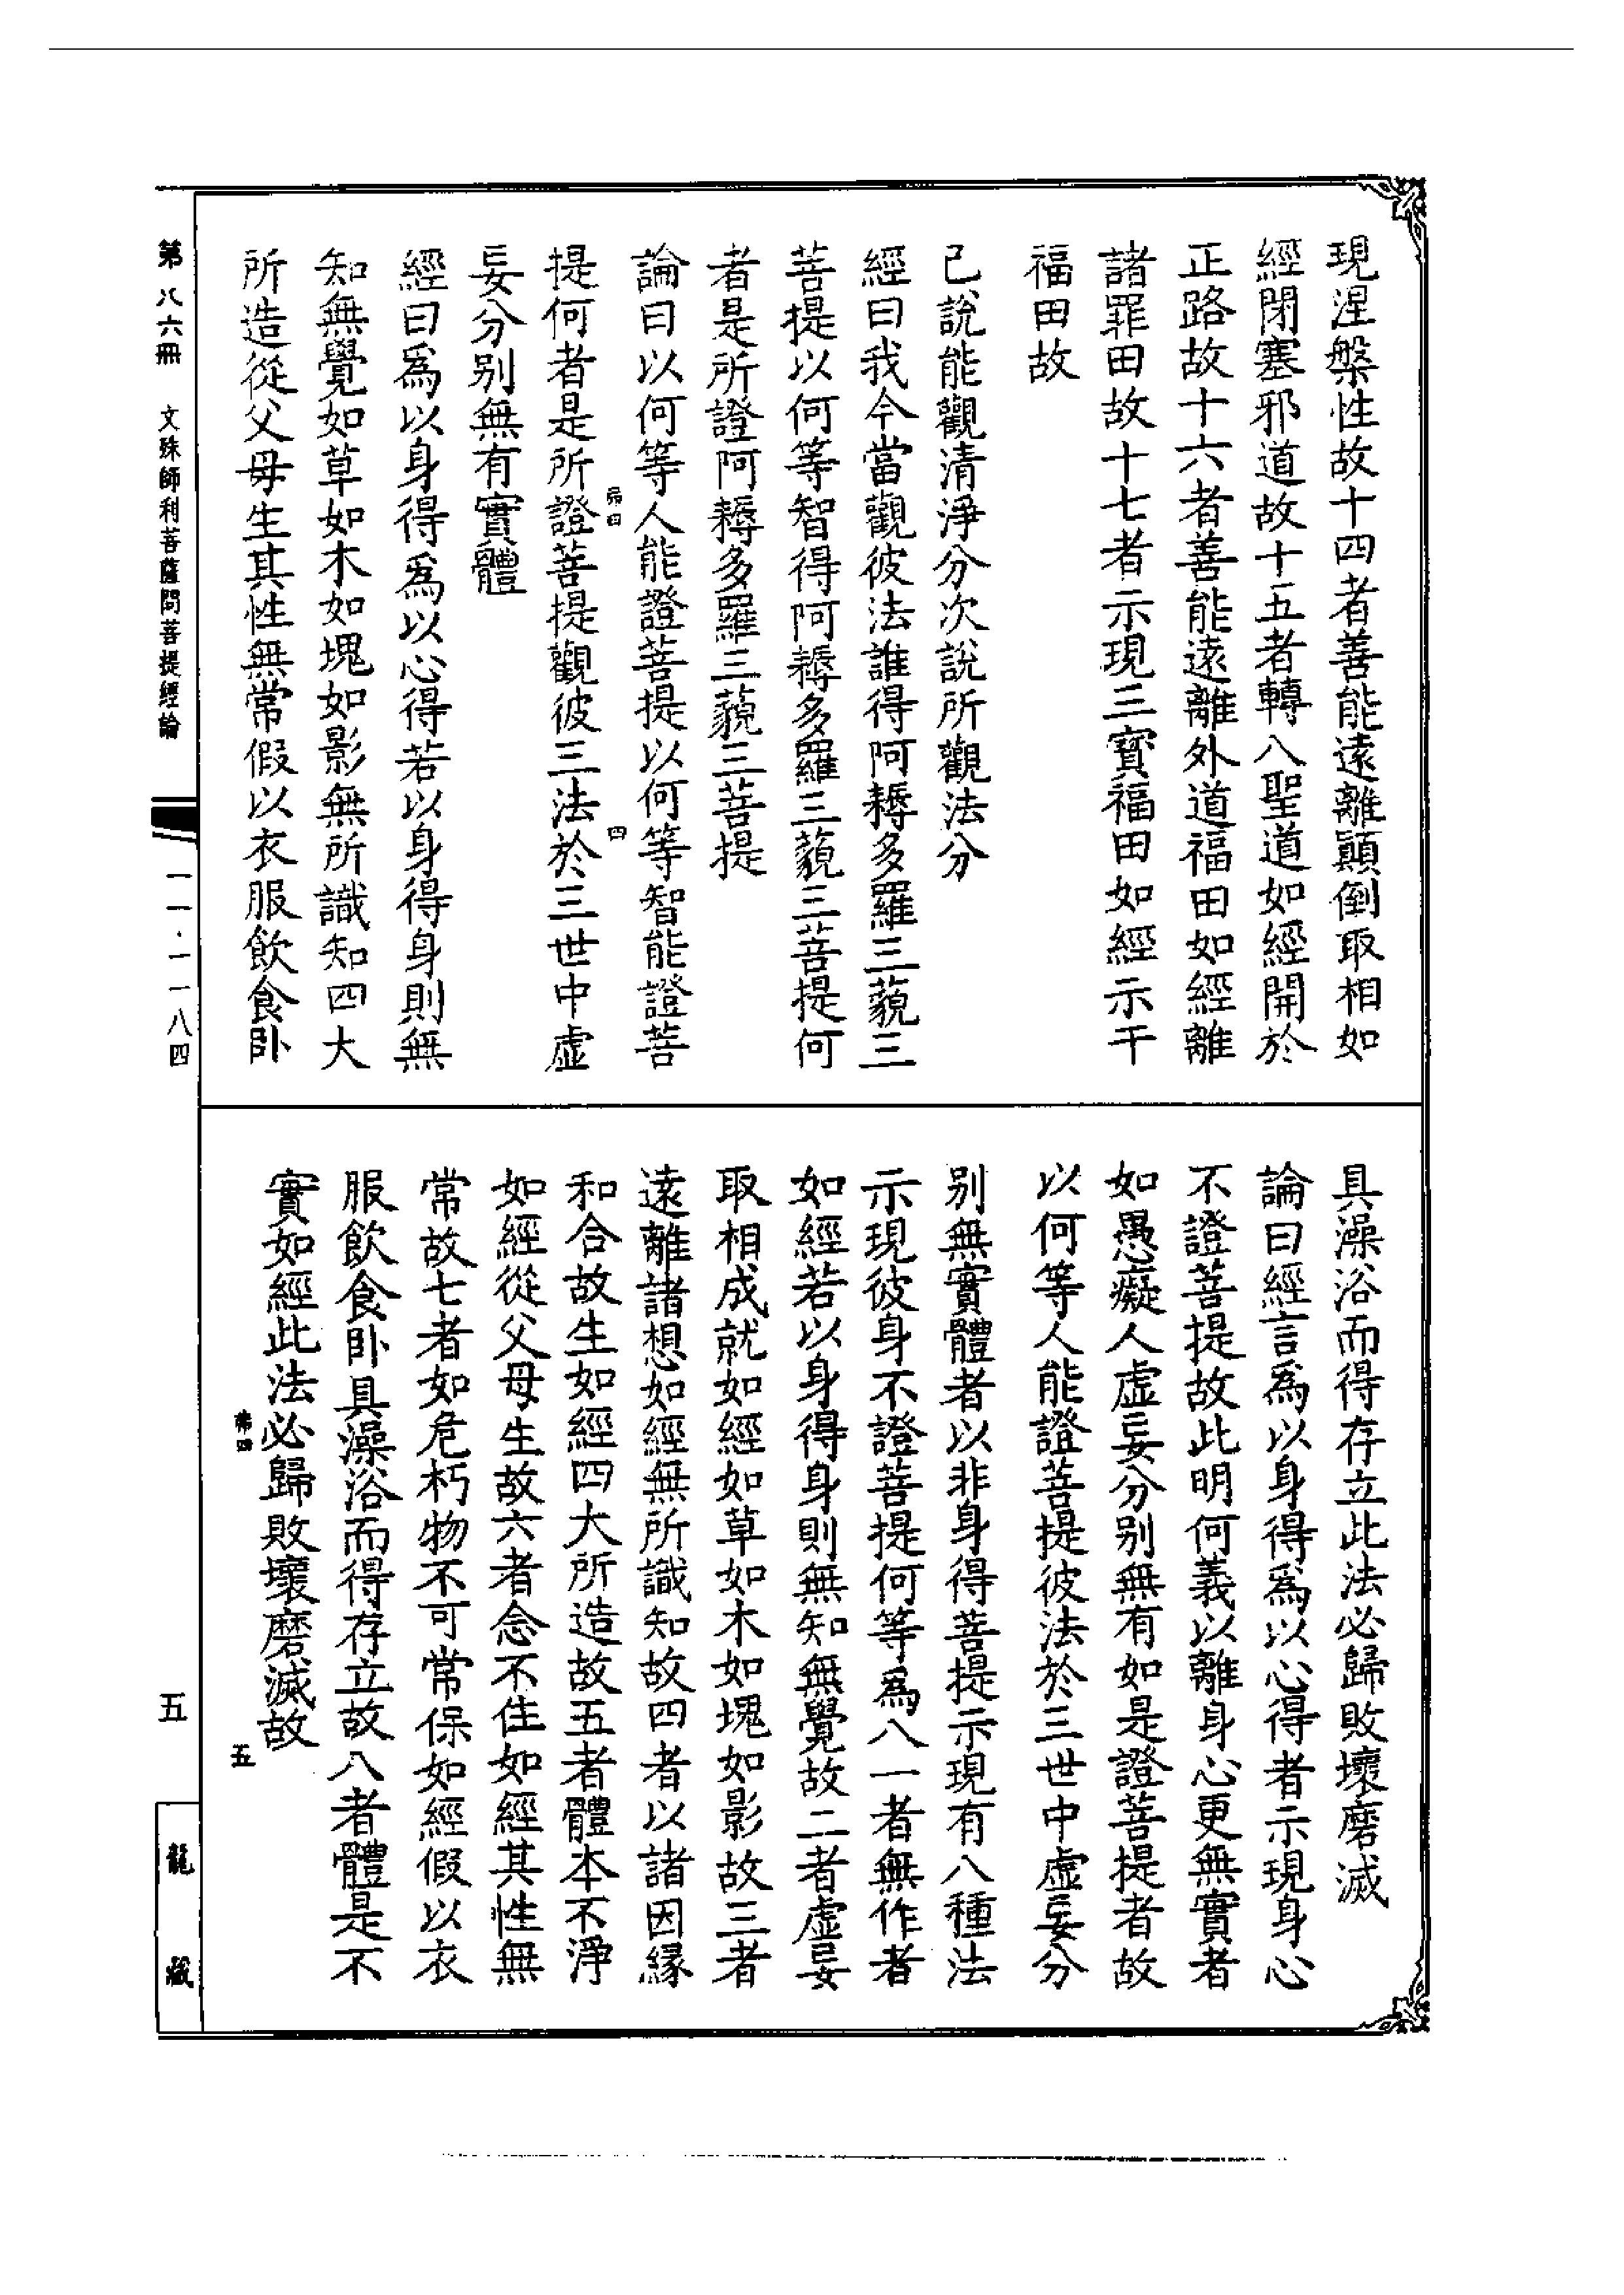 現涅槃性故十四者善能遠離顛倒取相如
經閉塞邪道故十五者轉八聖道如經開於
正路故十六者善能遠離外道福田如經離
諸罪田故十七者示現三寶福田如經示干
福田故
已說能觀清淨分次說所觀法分
經曰我今當觀彼法誰得阿耨多羅三藐三
菩提以何等智得阿耨多羅三藐三菩提何
者是所證阿耨多羅三藐三菩提
論曰以何等人能證菩提以何等智能證菩
四
提何者是所證菩提觀彼三法於三世中虛
妄分別無有實體
經曰爲以身得爲以心得若以身得身則無
知無覺如草如木如塊如影無所識知四大
所造從父母生其性無常假以衣服飲食卧
具澡浴而得存立此法必歸敗壞磨滅
論曰經言爲以身得爲以心得者示現身心
不證菩提故此明何義以離身心更無實者
如愚癡人虛妄分別無有如是證菩提者故
以何等人能證菩提彼法於三世中虛妄分
別無實體者以非身得菩提示現有八種法
示現彼身不證菩提何等爲八一者無作者
如經若以身得身則無知無覺故二者虛妄
取相成就如經如草如木如塊如影故三者
遠離諸想如經無所識知故四者以諸因緣
和合故生如經四大所造故五者體本不淨
如經從父母生故六者念不住如經其性無
常故七者如危朽物不可常保如經假以衣
服飲食卧具澡浴而得存立故八者體是不
實如經此法必歸敗壞磨滅故
五
第八六冊 文殊師利菩薩問菩提經論
一一·一一八四
五
龍藏